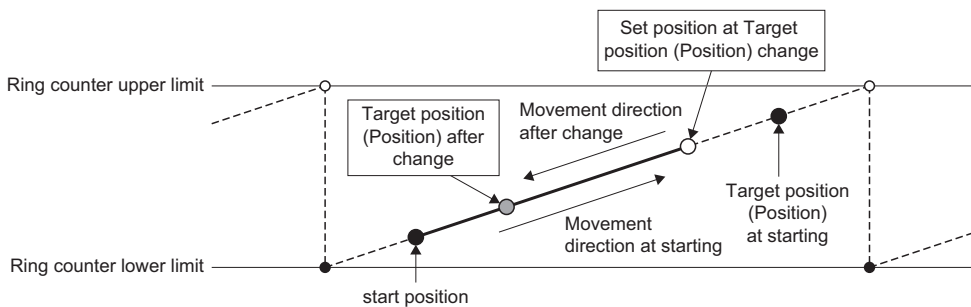 Set position at Target
position (Position) change
Ring counter upper limit
Target position
(Position) after
change
Movement direction
after change
Target position
(Position)
at starting
Movement
direction at starting
Ring counter lower limit
start position